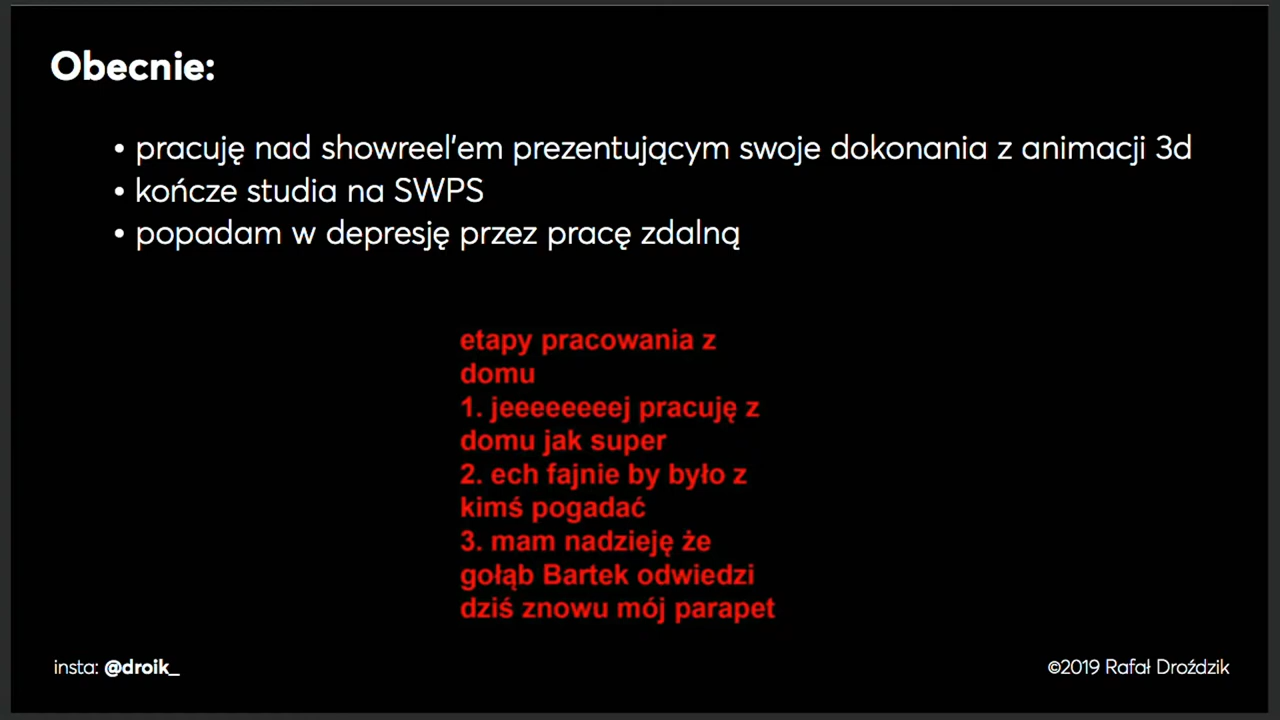 Obecnie:
• pracuję nad showreel'em prezentującym swoje dokonania z animacji 3d
• kończe studia na SWPS
• popadam w depresję przez pracę zdalną
etapy pracowania z
domu
1. jeeeeeeeej pracuję z
domu jak super
2. ech fajnie by było z
kimś pogadać
3. mam nadzieję że
gołąb Bartek odwiedzi
dziś znowu mój parapet
insta: @droik_
©2019 Rafał Droździk